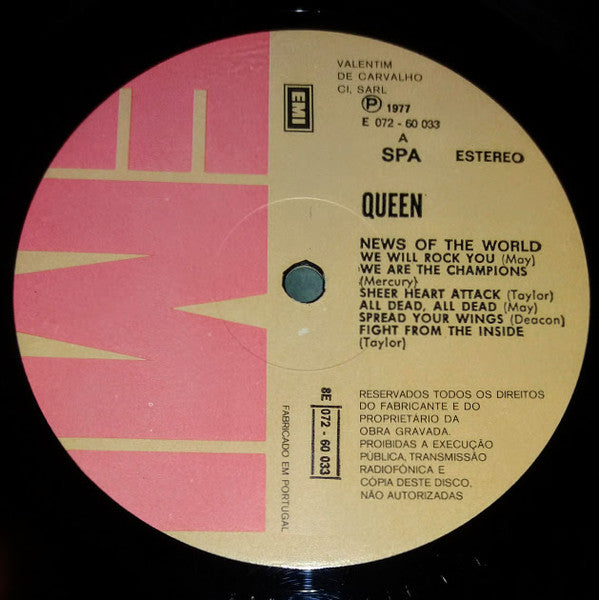 VALENTIM
DE CARVALHO
CI, SARL
Ⓟ 1977
E 072 - 60 033
A
SPA ESTEREO
EMI
QUEEN
NEWS OF THE WORLD
WE WILL ROCK YOU (May)
WE ARE THE CHAMPIONS
(Mercury)
SHEER HEART ATTACK (Taylor)
ALL DEAD, ALL DEAD (May)
SPREAD YOUR WINGS (Deacon)
FIGHT FROM THE INSIDE
(Taylor)
8E 072 - 60 033
FABRICADO EM PORTUGAL
RESERVADOS TODOS OS DIREITOS
DO FABRICANTE E DO
PROPRIETÁRIO DA
OBRA GRAVADA.
PROIBIDAS A EXECUÇÃO
PÚBLICA, TRANSMISSÃO
RADIOFÓNICA E
CÓPIA DESTE DISCO,
NÃO AUTORIZADAS
EMI